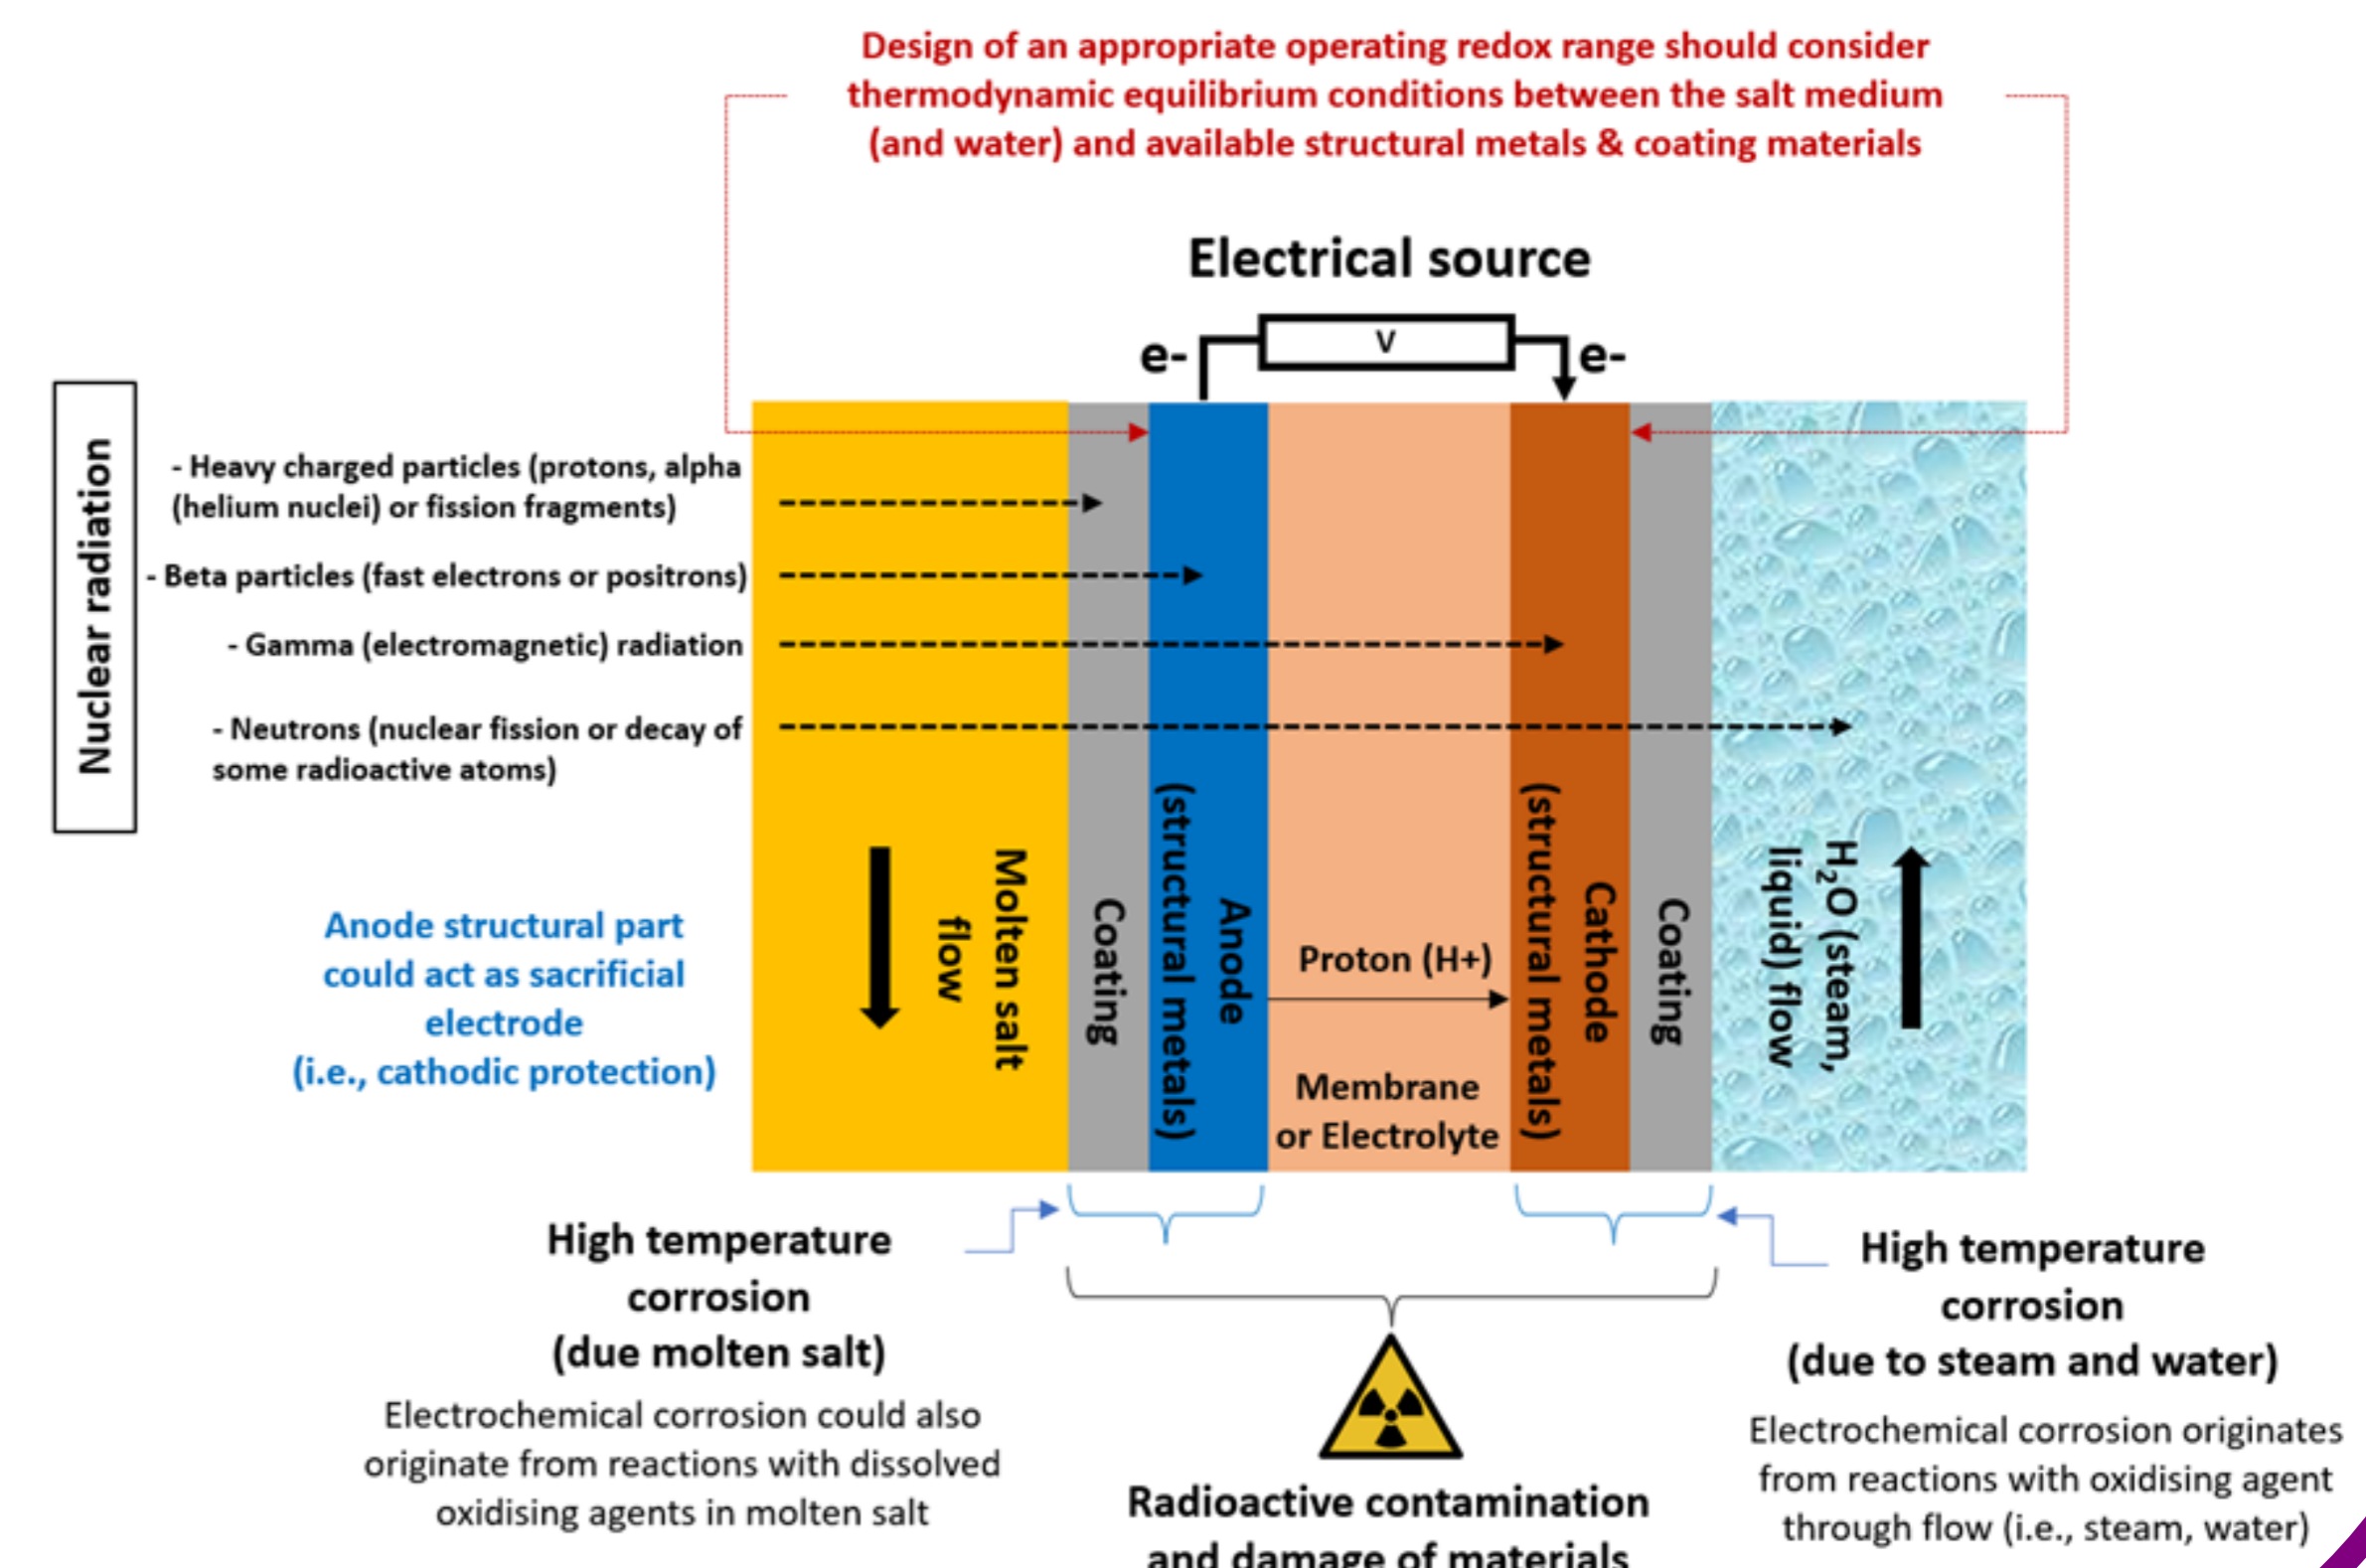 Design of an appropriate operating redox range should consider
thermodynamic equilibrium conditions between the salt medium
(and water) and available structural metals & coating materials
Electrical source
e-
V
e-
Nuclear radiation
- Heavy charged particles (protons, alpha
(helium nuclei) or fission fragments)
- Beta particles (fast electrons or positrons)
- Gamma (electromagnetic) radiation
- Neutrons (nuclear fission or decay of
some radioactive atoms)
Anode structural part
could act as sacrificial
electrode
(i.e., cathodic protection)
Molten salt
flow
Coating
Anode
(structural metals)
Proton (H+)
Membrane
or Electrolyte
Cathode
(structural metals)
Coating
H₂O (steam,
liquid) flow
High temperature
corrosion
(due molten salt)
Electrochemical corrosion could also
originate from reactions with dissolved
oxidising agents in molten salt
Radioactive contamination
and damage of materials
High temperature
corrosion
(due to steam and water)
Electrochemical corrosion originates
from reactions with oxidising agent
through flow (i.e., steam, water)